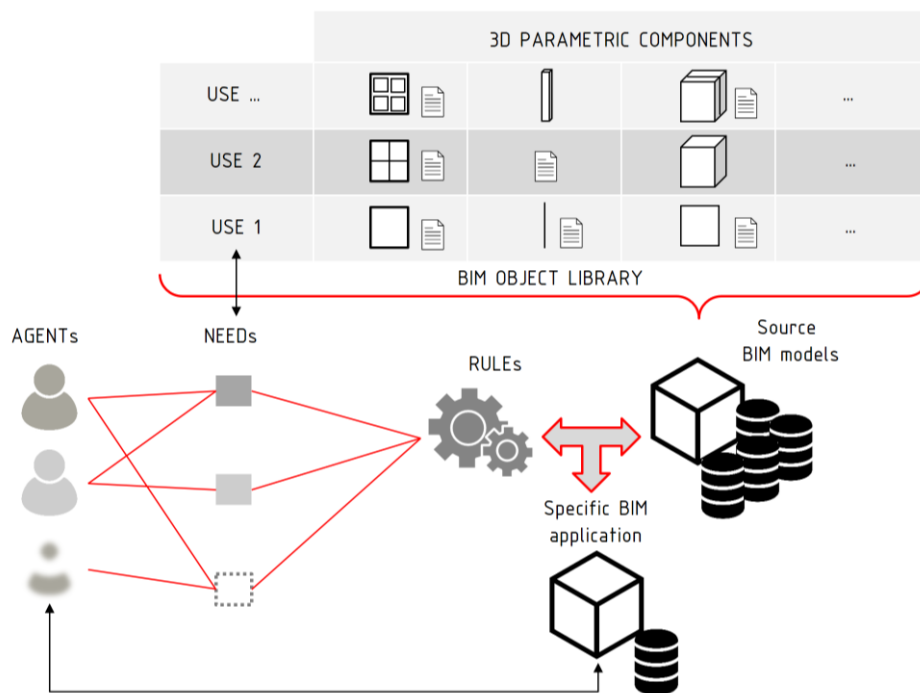 3D PARAMETRIC COMPONENTS
USE ...
...
USE 2
...
USE 1
...
BIM OBJECT LIBRARY
AGENTs
NEEDs
RULEs
Source
BIM models
Specific BIM
application